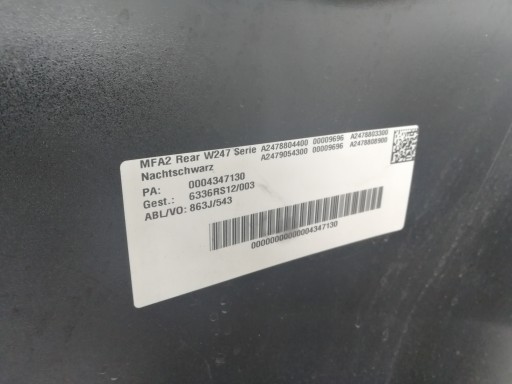 MFA2 Rear W247 Serie A2478804400 00009696 A2478803300
Nachtschwarz A2479054300 00009696 A2478808900
PA: 0004347130
Gest.: 6336RS12/003
ABL/VO: 863J/543
00000000000004347130